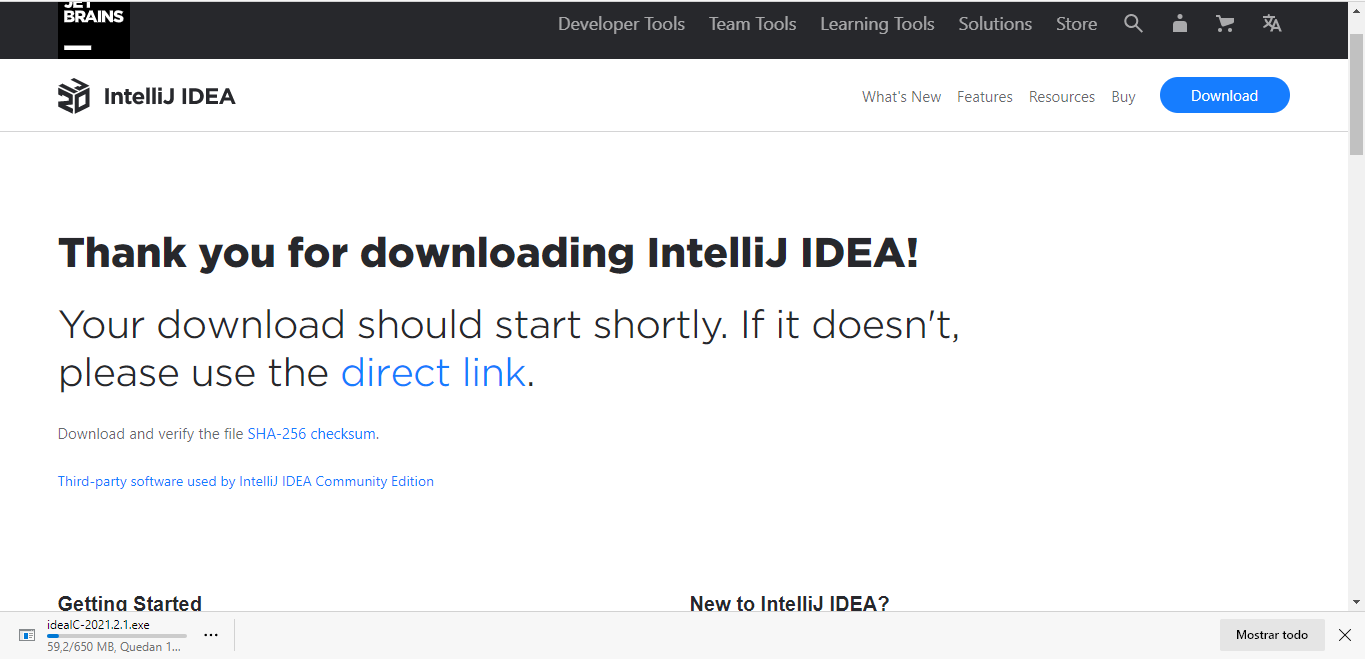 JET
BRAINS
Developer Tools Team Tools Learning Tools Solutions Store
IntelliJ IDEA
What's New Features Resources Buy Download
Thank you for downloading IntelliJ IDEA!
Your download should start shortly. If it doesn't,
please use the direct link.
Download and verify the file SHA-256 checksum.
Third-party software used by IntelliJ IDEA Community Edition
Getting Started
New to IntelliJ IDEA?
ideaIC-2021.2.1.exe
59,2/650 MB, Quedan 1...
Mostrar todo